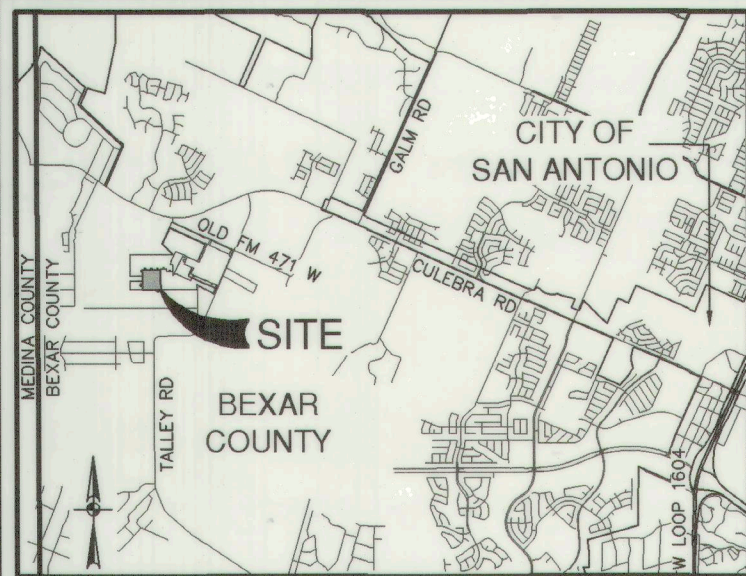 CITY OF
SAN ANTONIO
GALM RD
OLD FM 471 W
CULEBRA RD
MEDINA COUNTY
BEXAR COUNTY
SITE
BEXAR
COUNTY
TALLEY RD
W LOOP 1604